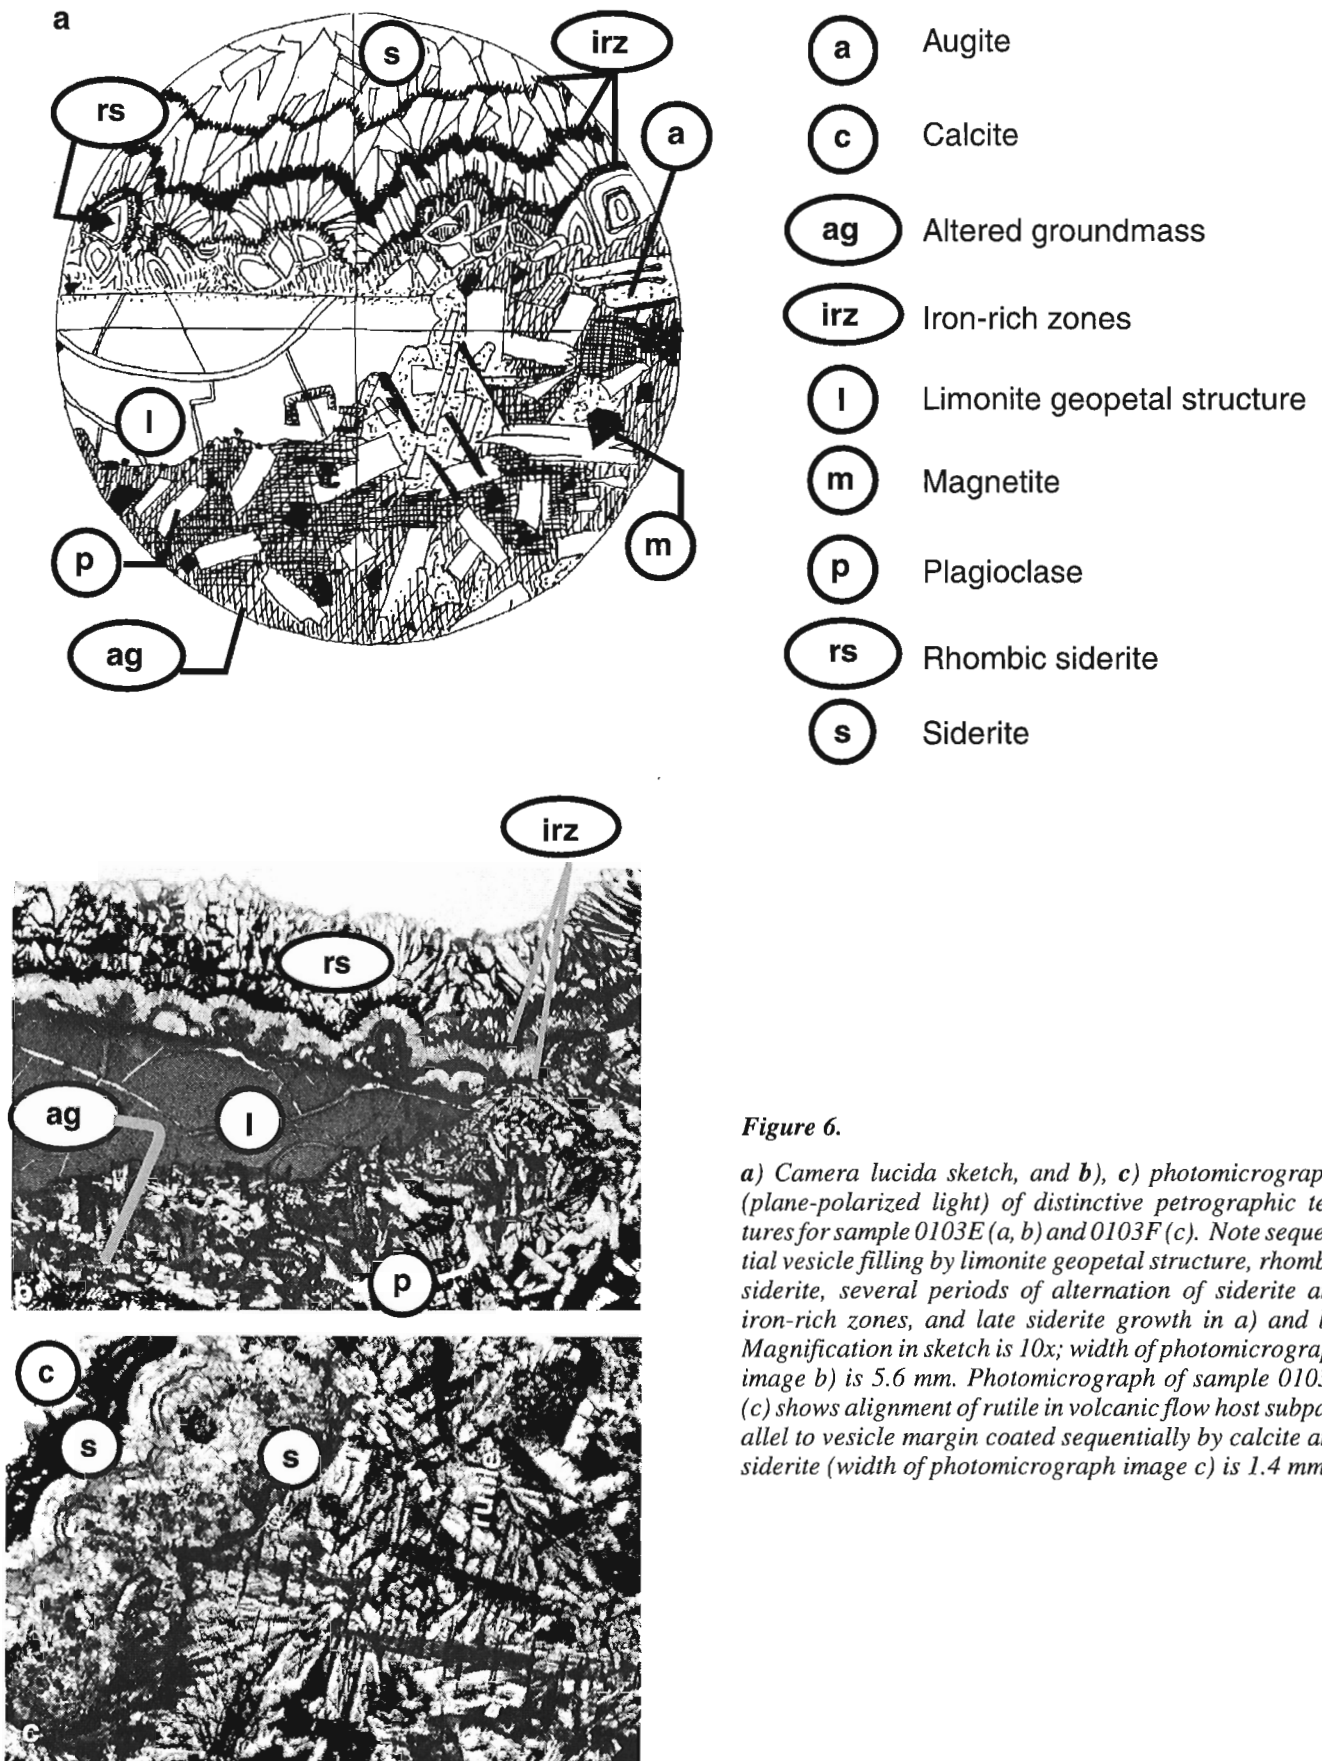 a
s
irz
rs
a
l
p
m
ag
a Augite
c Calcite
ag Altered groundmass
irz Iron-rich zones
l Limonite geopetal structure
m Magnetite
p Plagioclase
rs Rhombic siderite
s Siderite
irz
rs
ag
l
p
b
c
s
s
rutile
c
Figure 6.
a) Camera lucida sketch, and b), c) photomicrograp
(plane-polarized light) of distinctive petrographic te
tures for sample 0103E (a, b) and 0103F (c). Note seque
tial vesicle filling by limonite geopetal structure, rhomb
siderite, several periods of alternation of siderite a
iron-rich zones, and late siderite growth in a) and
Magnification in sketch is 10x; width of photomicrograp
image b) is 5.6 mm. Photomicrograph of sample 0103
(c) shows alignment of rutile in volcanic flow host subpa
allel to vesicle margin coated sequentially by calcite a
siderite (width of photomicrograph image c) is 1.4 mm